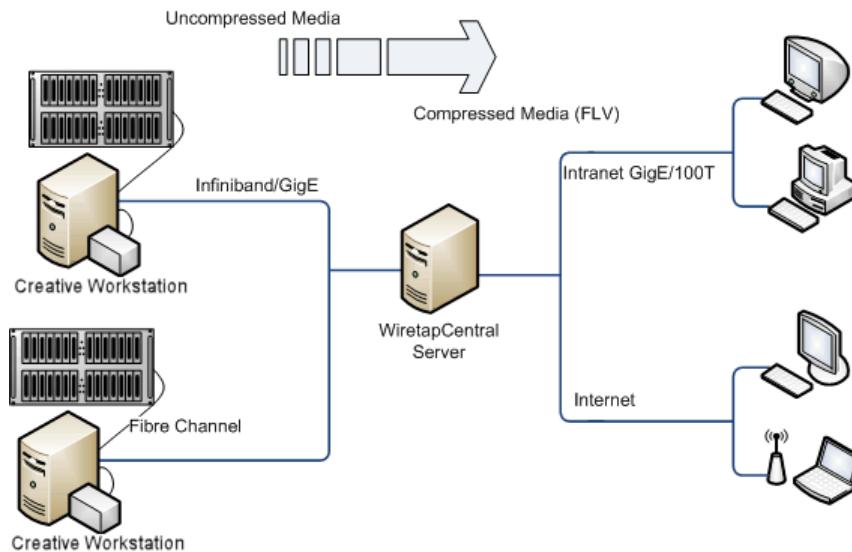 Uncompressed Media
Compressed Media (FLV)
Infiniband/GigE
Intranet GigE/100T
Creative Workstation
WiretapCentral
Server
Internet
Fibre Channel
Creative Workstation